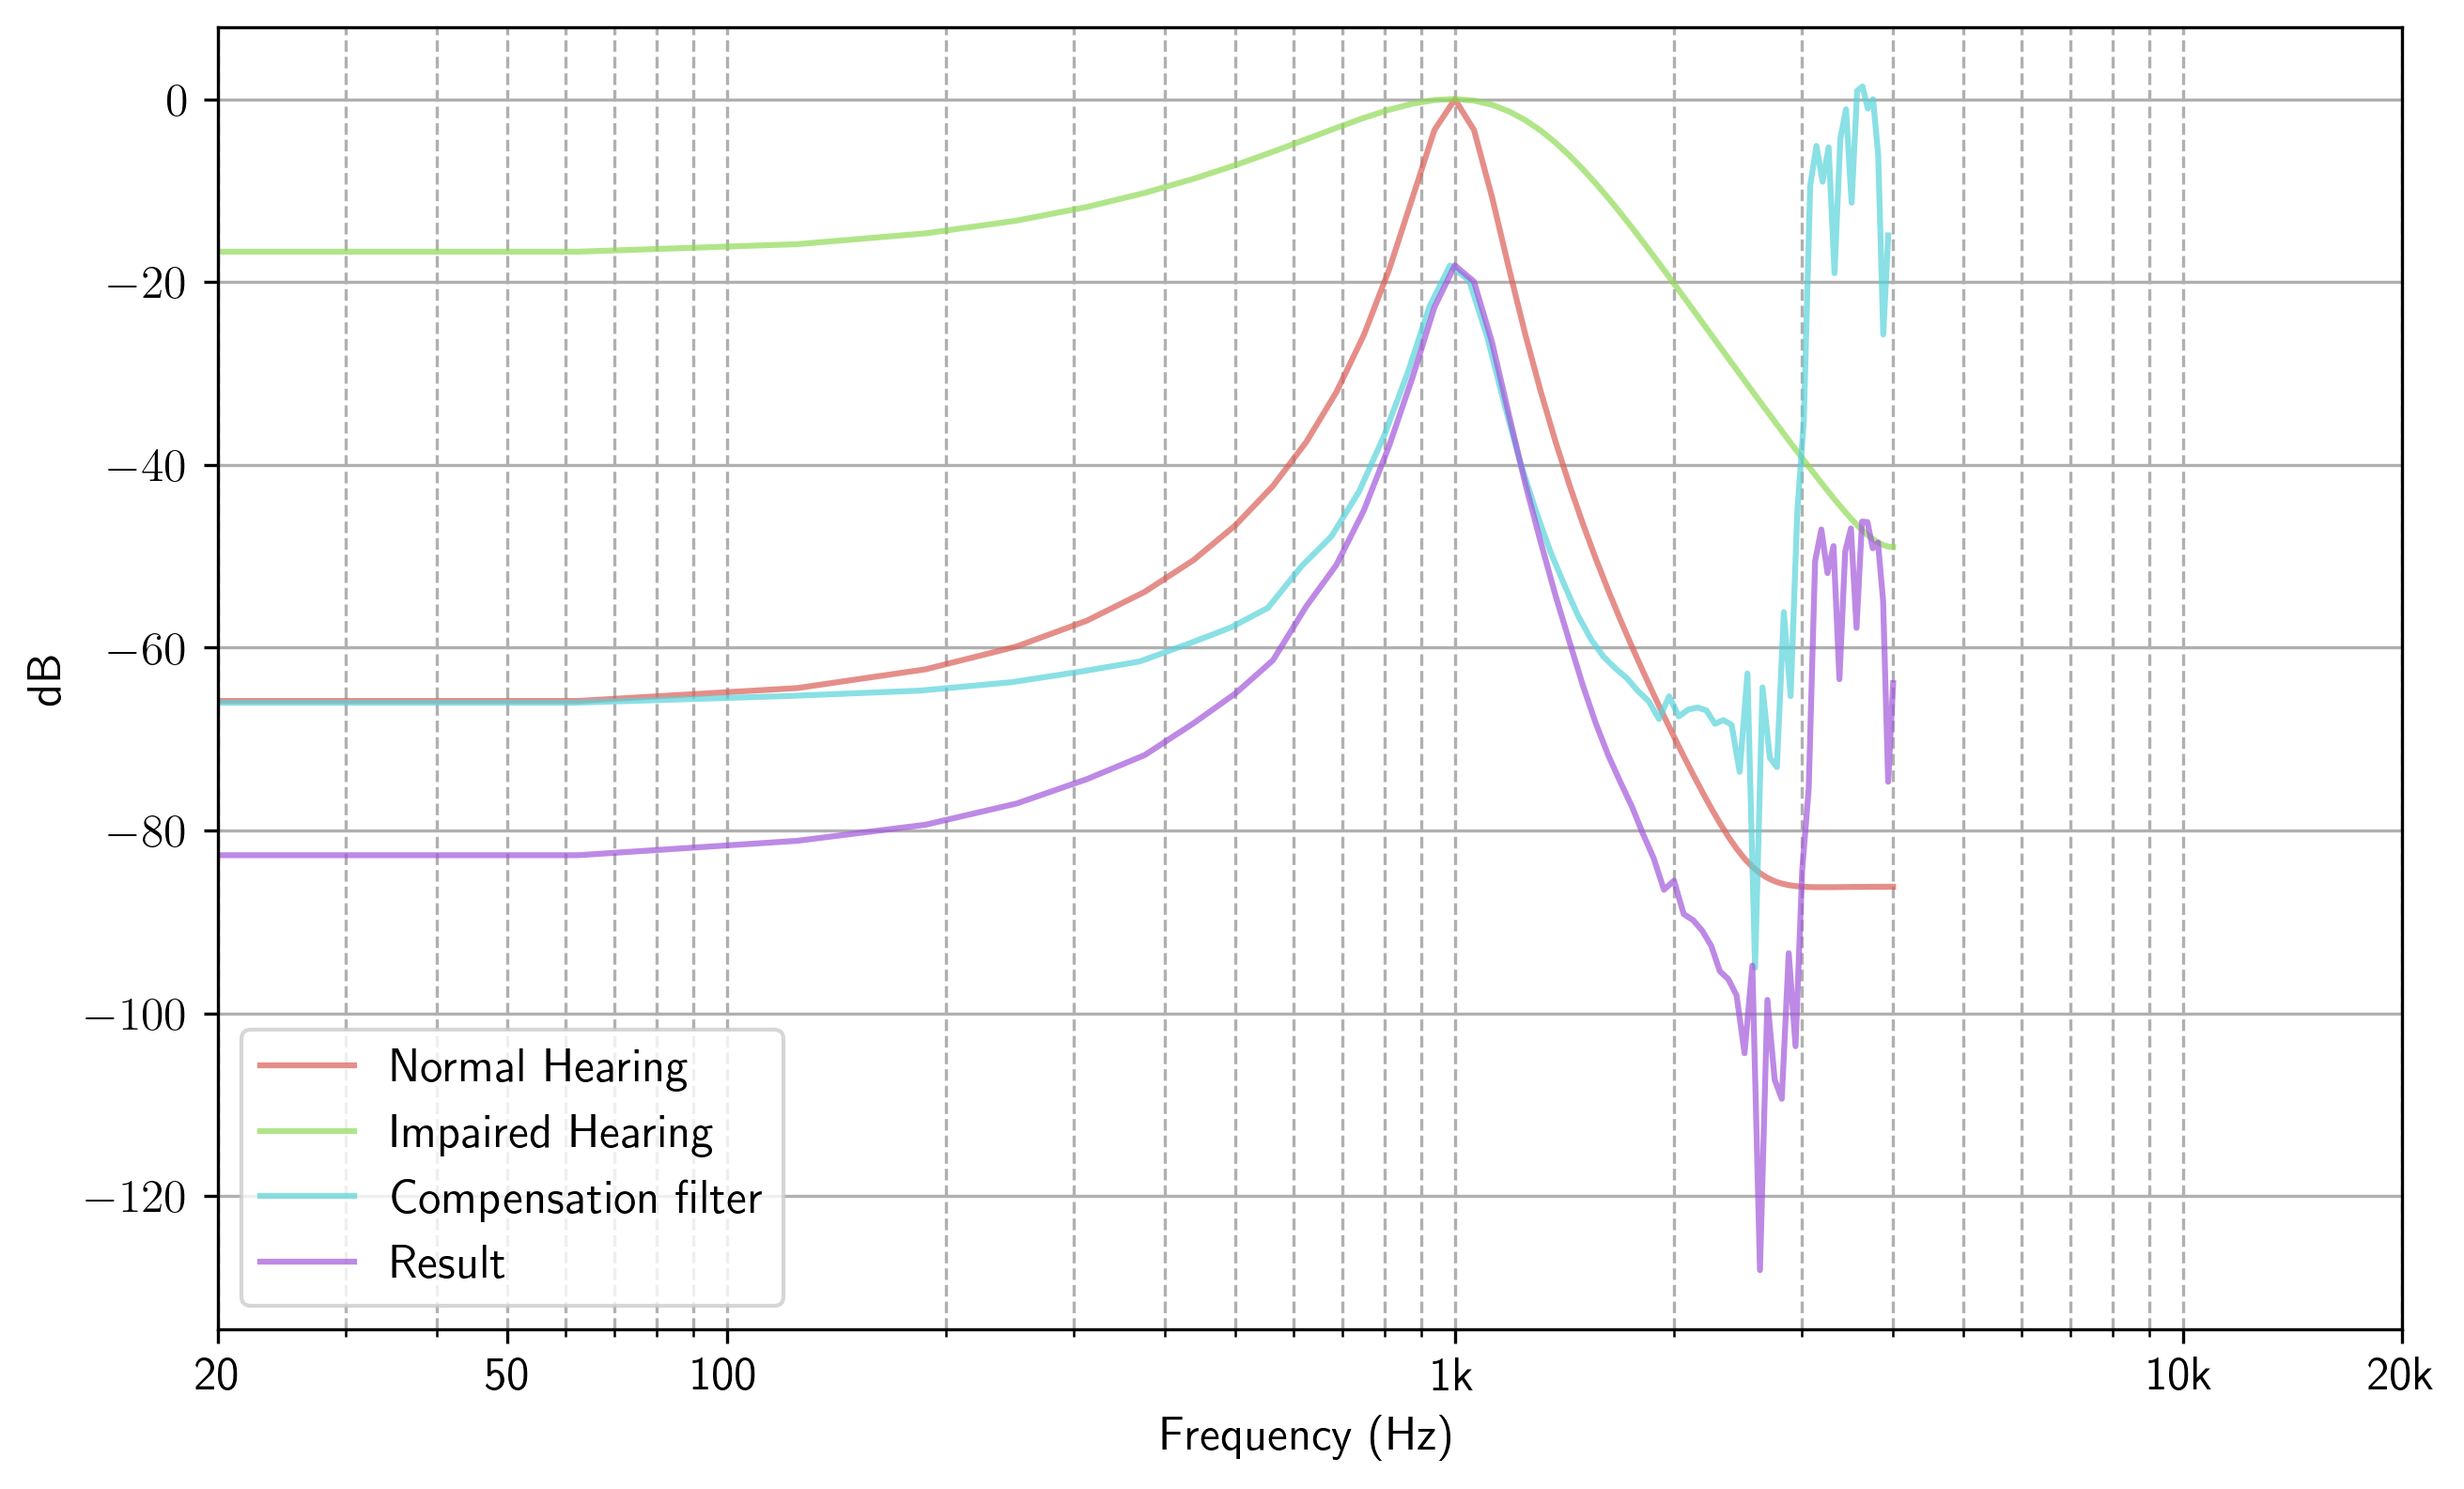 0
−20
−40
−60
−80
−100
−120
dB
Normal Hearing
Impaired Hearing
Compensation filter
Result
20 50 100 1k 10k 20k
Frequency (Hz)